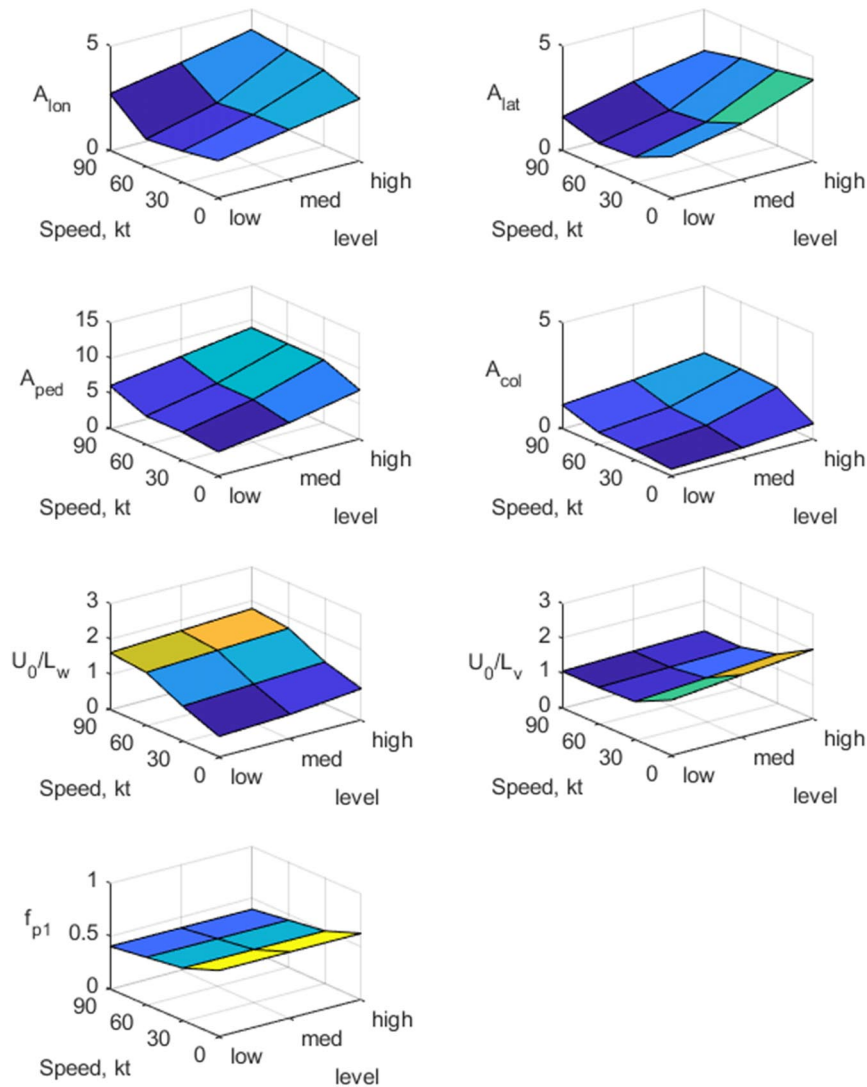 5
A_lon
0
90
60
30
0
Speed, kt
low
med
high
level
5
A_lat
0
90
60
30
0
Speed, kt
low
med
high
level
15
10
A_ped
5
0
90
60
30
0
Speed, kt
low
med
high
level
5
A_col
0
90
60
30
0
Speed, kt
low
med
high
level
3
2
U_0/L_w
1
0
90
60
30
0
Speed, kt
low
med
high
level
3
2
U_0/L_v
1
0
90
60
30
0
Speed, kt
low
med
high
level
1
f_p1
0.5
0
90
60
30
0
Speed, kt
low
med
high
level